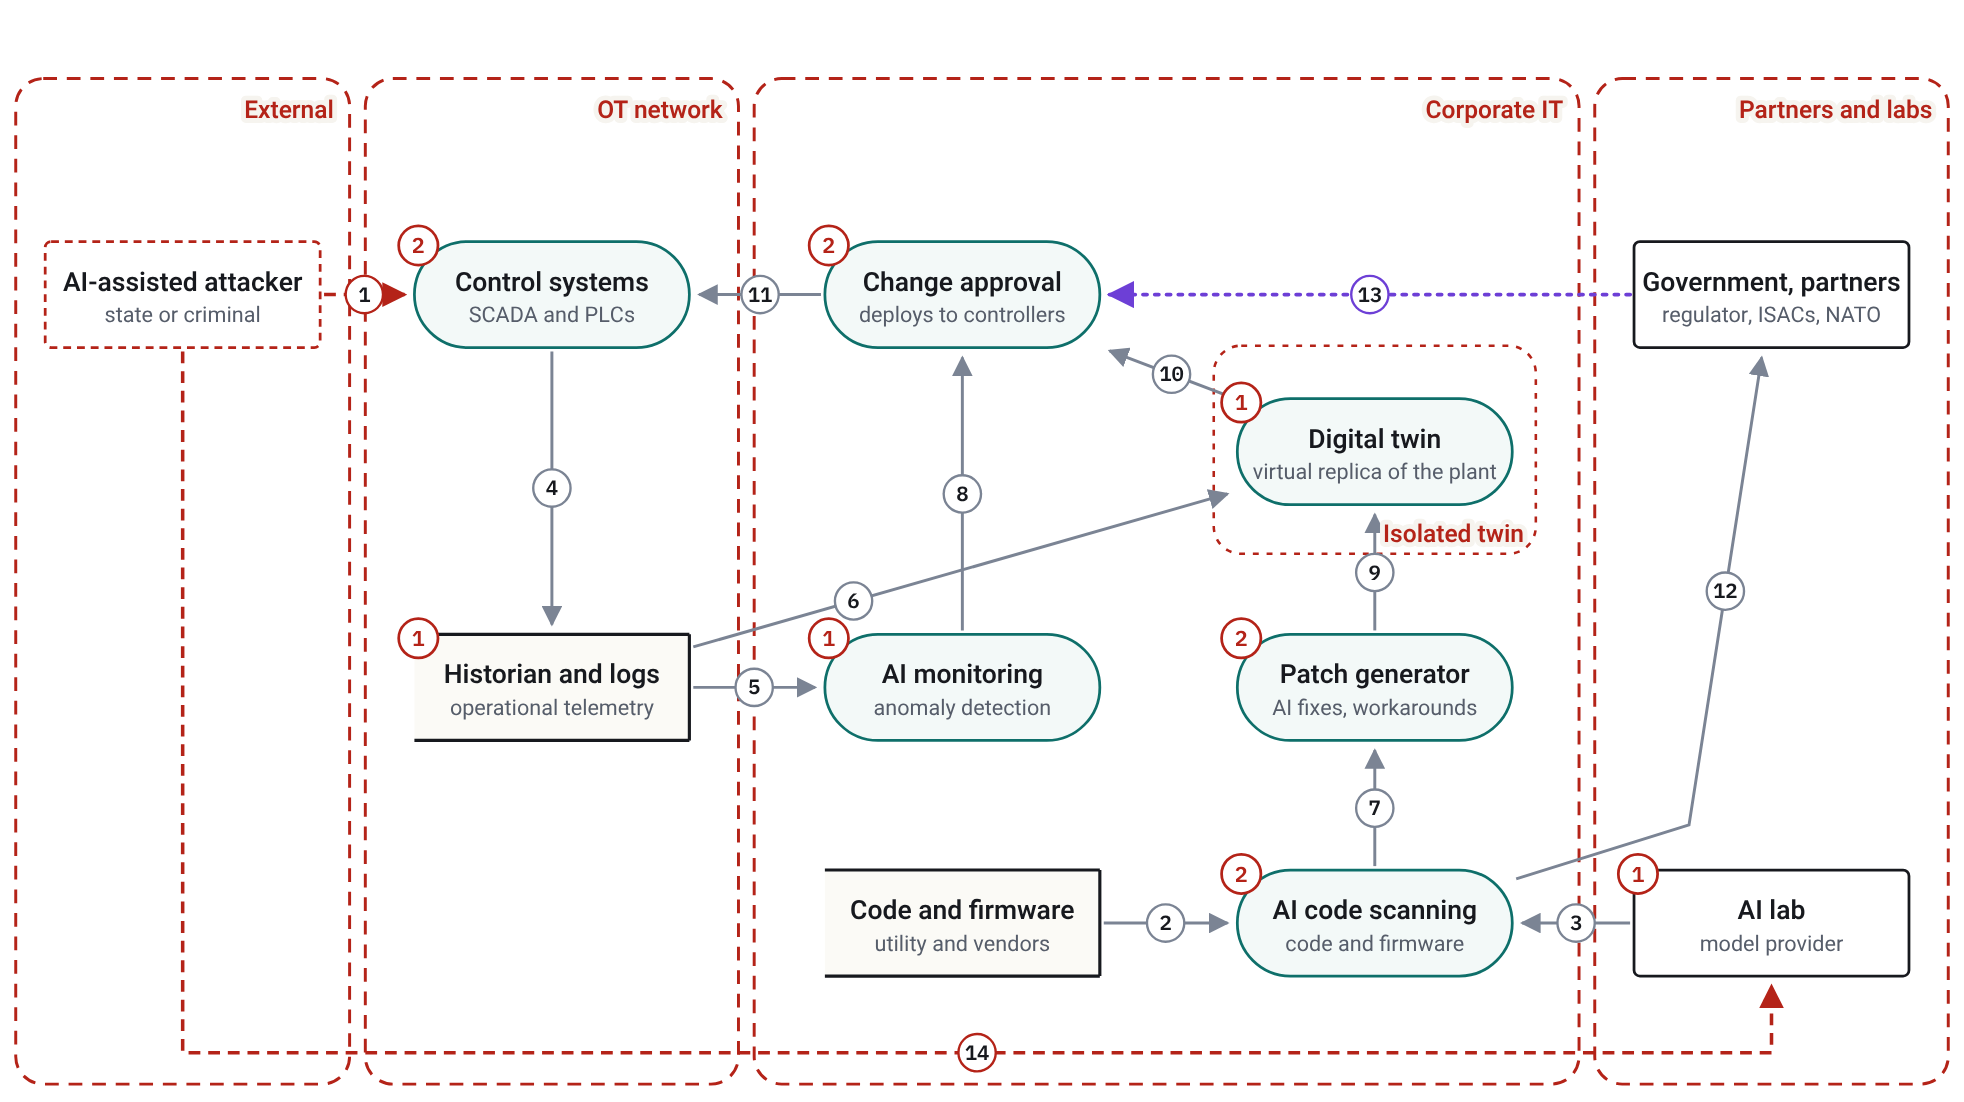 External
OT network
Corporate IT
Partners and labs
AI-assisted attacker
state or criminal
1
2
Control systems
SCADA and PLCs
11
2
Change approval
deploys to controllers
13
Government, partners
regulator, ISACs, NATO
10
1
Digital twin
virtual replica of the plant
Isolated twin
4
8
6
9
12
1
Historian and logs
operational telemetry
5
1
AI monitoring
anomaly detection
2
Patch generator
AI fixes, workarounds
7
Code and firmware
utility and vendors
2
2
AI code scanning
code and firmware
3
1
AI lab
model provider
14